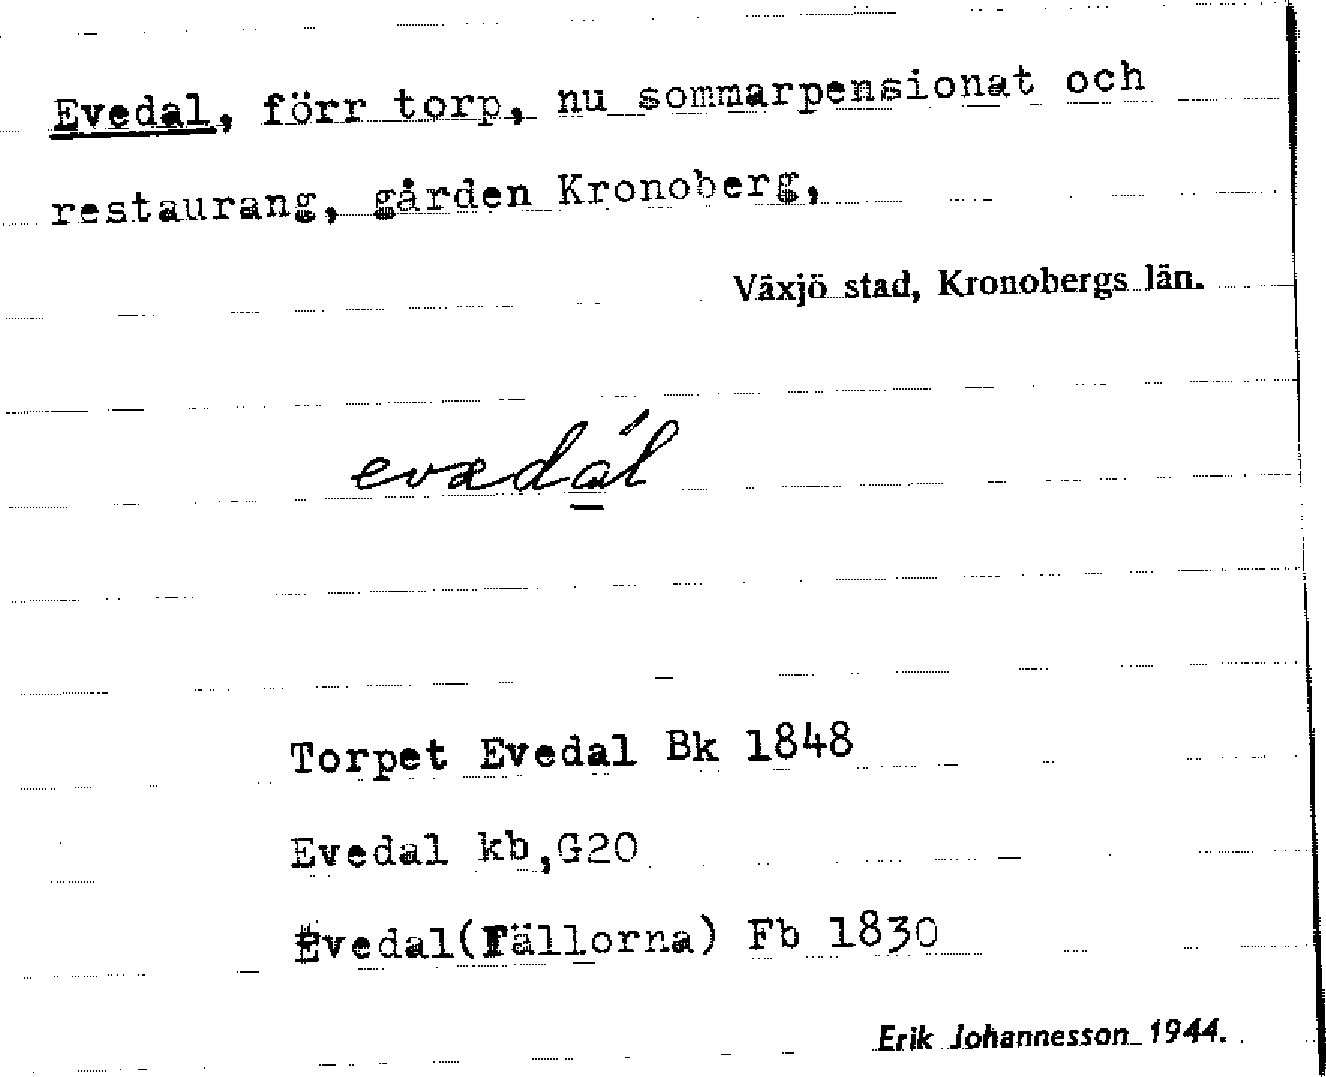 Evedal, förr torp, nu sommarpensionat och
restaurang, gården Kronoberg,
Växjö stad, Kronobergs län.
evædál
Torpet Evedal Bk 1848
Evedal kb,G20
Evedal(Fällorna) Fb 1830
Erik Johannesson 1944.